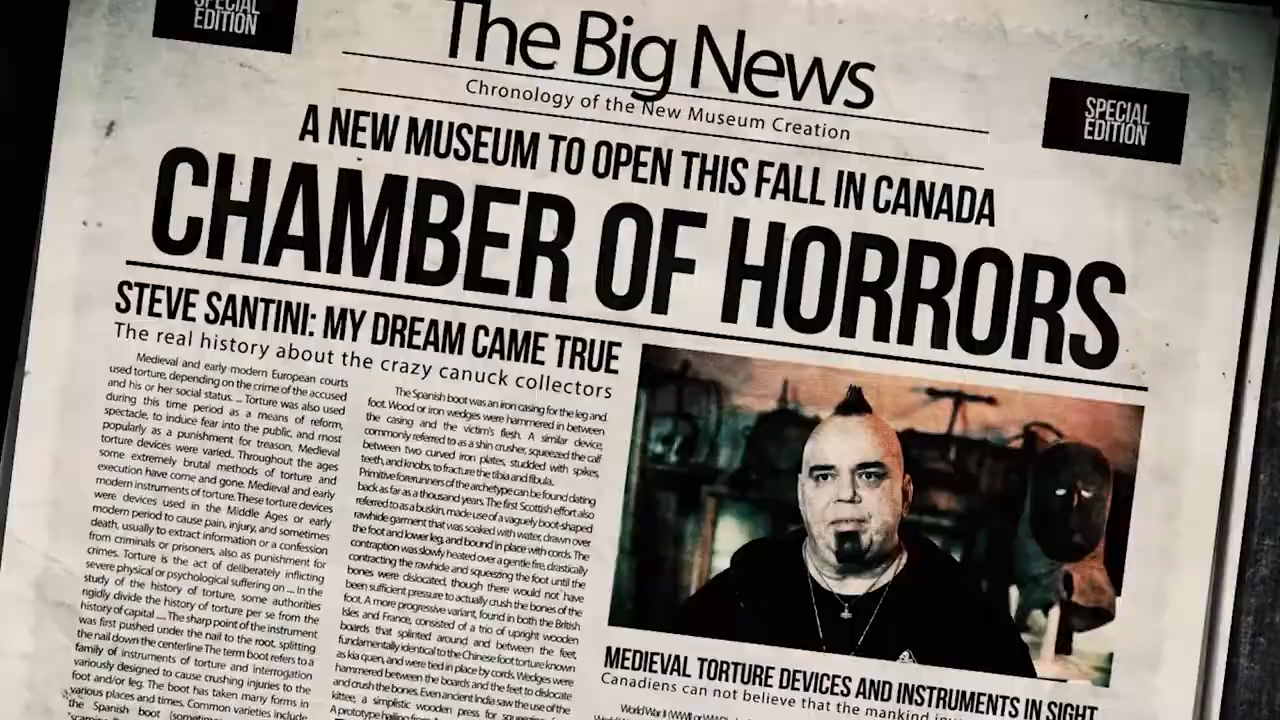 SPECIAL
EDITION
The Big News
Chronology of the New Museum Creation
SPECIAL
EDITION
A NEW MUSEUM TO OPEN THIS FALL IN CANADA
CHAMBER OF HORRORS
STEVE SANTINI: MY DREAM CAME TRUE
The real history about the crazy canuck collectors
Medieval and early modern European courts
used torture, depending on the crime of the accused
and his or her social status. ... Torture was also used
during this time period as a means of reform,
spectacle, to induce fear into the public, and most
popularly as a punishment for treason. Medieval
torture devices were varied. Throughout the ages
some extremely brutal methods of torture and
execution have come and gone. Medieval and early
modern instruments of torture. These torture devices
were devices used in the Middle Ages or early
modern period to cause pain, injury, and sometimes
death, usually to extract information or a confession
from criminals or prisoners, also as punishment for
crimes. Torture is the act of deliberately inflicting
severe physical or psychological suffering on ... In the
study of the history of torture, some authorities
rigidly divide the history of torture per se from the
history of capital .... The sharp point of the instrument
was first pushed under the nail to the root, splitting
the nail down the centerline The term boot refers to a
family of instruments of torture and interrogation
variously designed to cause crushing injuries to the
foot and/or leg. The boot has taken many forms in
various places and times. Common varieties include
the Spanish boot (sometimes
The Spanish boot was an iron casing for the leg and
foot. Wood or iron wedges were hammered in between
the casing and the victim's flesh. A similar device,
commonly referred to as a shin crusher, squeezed the calf
between two curved iron plates, studded with spikes,
teeth, and knobs, to fracture the tibia and fibula.
Primitive forerunners of the archetype can be found dating
back as far as a thousand years. The first Scottish effort also
referred to as a buskin, made use of a vaguely boot-shaped
rawhide garment that was soaked with water, drawn over
the foot and lower leg, and bound in place with cords. The
contraption was slowly heated over a gentle fire, drastically
contracting the rawhide and squeezing the foot until the
bones were dislocated, though there would not have
been sufficient pressure to actually crush the bones of the
foot. A more progressive variant, found in both the British
Isles and France, consisted of a trio of upright wooden
boards that splinted around and between the feet,
fundamentally identical to the Chinese foot torture known
as kia quen, and were tied in place by cords. Wedges were
hammered between the boards and the feet to dislocate
and crush the bones. Even ancient India saw the use of the
kittee, a simplistic wooden press for squeezing
A prototype hailing from
MEDIEVAL TORTURE DEVICES AND INSTRUMENTS IN SIGHT
Canadians can not believe that the mankind
World War II (WWII or WW2)